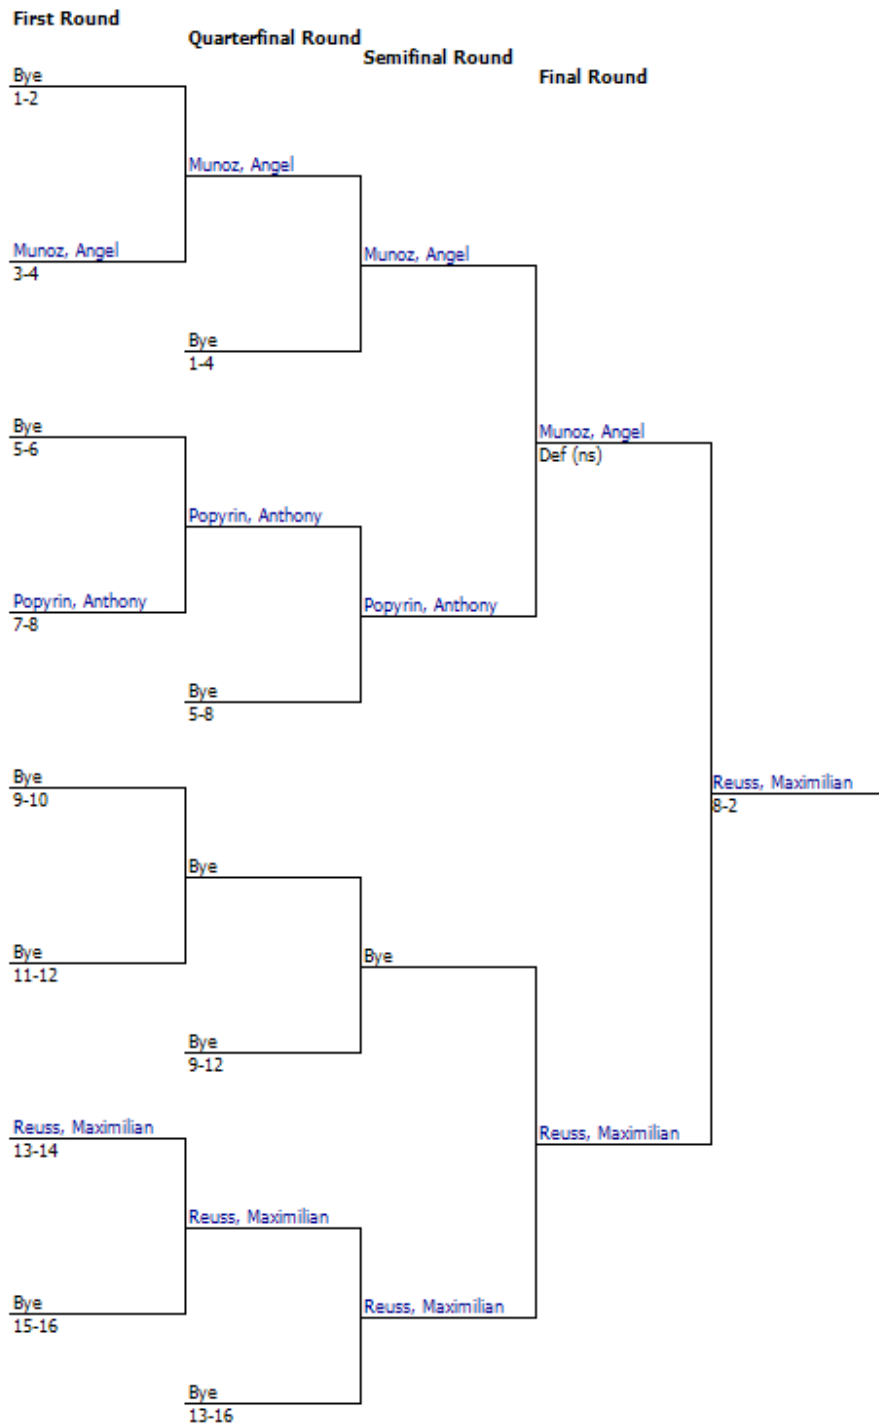 First Round
Quarterfinal Round
Semifinal Round
Final Round
Bye
1-2
Munoz, Angel
Munoz, Angel
3-4
Munoz, Angel
Bye
1-4
Bye
5-6
Munoz, Angel
Def (ns)
Popyrin, Anthony
Popyrin, Anthony
7-8
Popyrin, Anthony
Bye
5-8
Bye
9-10
Reuss, Maximilian
8-2
Bye
Bye
11-12
Bye
Bye
9-12
Reuss, Maximilian
13-14
Reuss, Maximilian
Reuss, Maximilian
Bye
15-16
Reuss, Maximilian
Bye
13-16